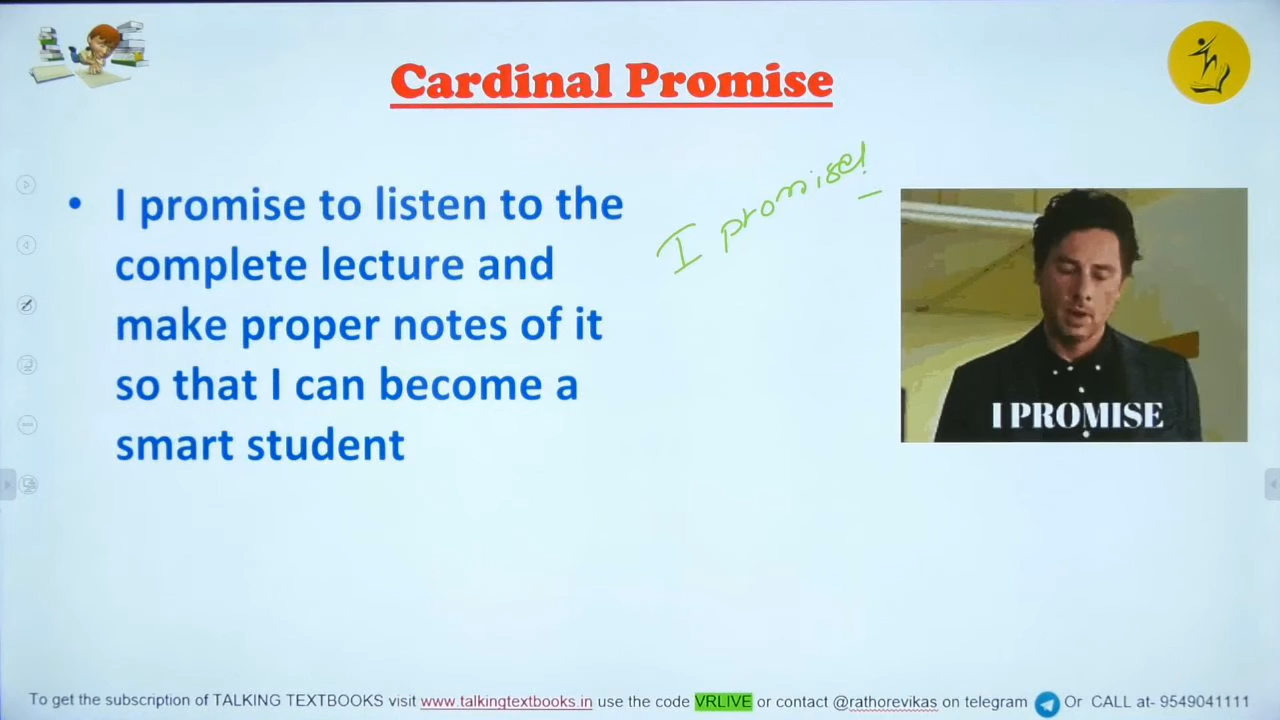 Cardinal Promise
• I promise to listen to the
complete lecture and
make proper notes of it
so that I can become a
smart student
I promise!
I PROMISE
To get the subscription of TALKING TEXTBOOKS visit www.talkingtextbooks.in use the code VRLIVE or contact @rathorevikas on telegram Or CALL at- 9549041111